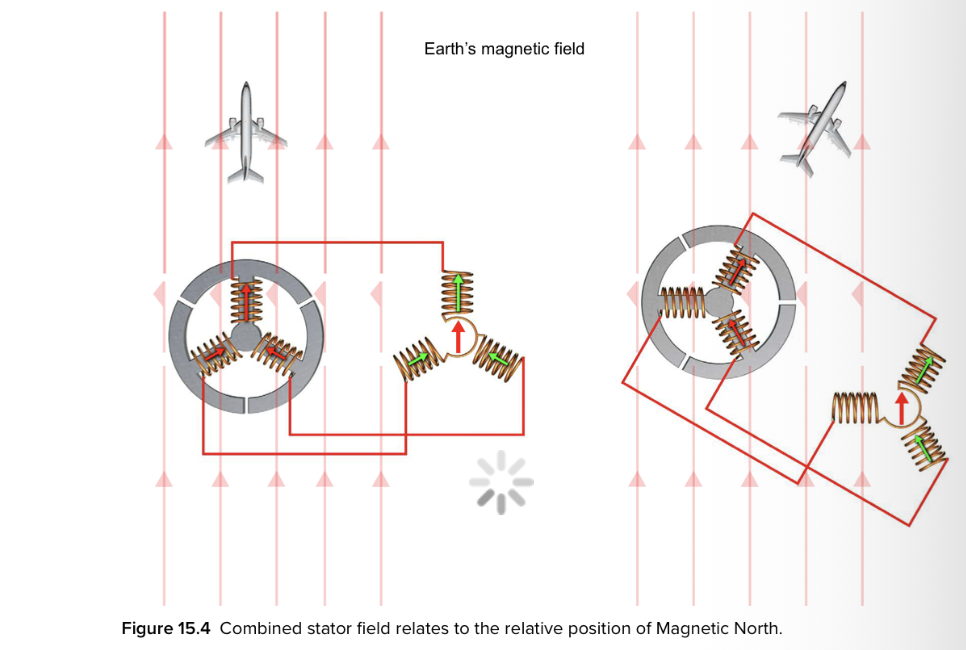 Earth's magnetic field
Figure 15.4 Combined stator field relates to the relative position of Magnetic North.